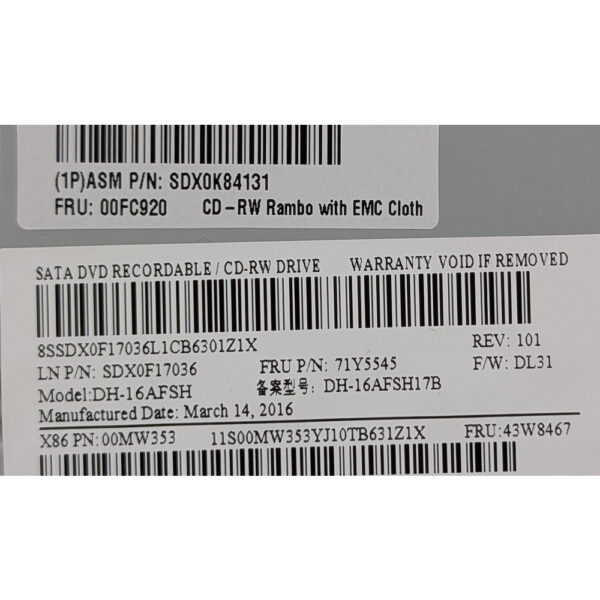 (1P)ASM P/N: SDX0K84131
FRU: 00FC920 CD-RW Rambo with EMC Cloth
SATA DVD RECORDABLE / CD-RW DRIVE WARRANTY VOID IF REMOVED
8SSDX0F17036L1CB6301Z1X REV: 101
LN P/N: SDX0F17036 FRU P/N: 71Y5545 F/W: DL31
Model:DH-16AFSH 备案型号: DH-16AFSH17B
Manufactured Date: March 14, 2016
X86 PN: 00MW353 11S00MW353YJ10TB631Z1X FRU:43W8467